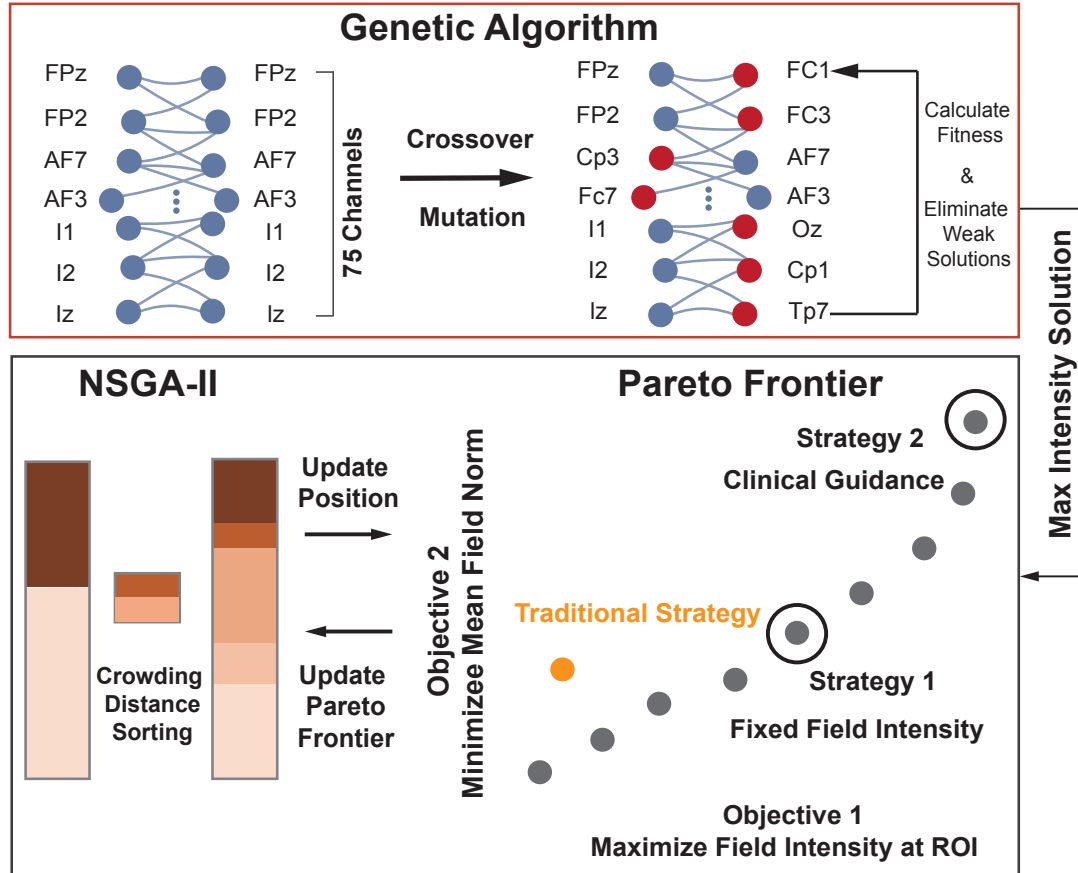 Genetic Algorithm
FPz
FP2
AF7
AF3
I1
I2
Iz
FPz
FP2
AF7
AF3
I1
I2
Iz
75 Channels
Crossover
Mutation
FPz
FP2
Cp3
Fc7
I1
I2
Iz
FC1
FC3
AF7
AF3
Oz
Cp1
Tp7
Calculate
Fitness
&
Eliminate
Weak
Solutions
Max Intensity Solution
NSGA-II
Crowding
Distance
Sorting
Update
Position
Update
Pareto
Frontier
Pareto Frontier
Objective 2
Minimizee Mean Field Norm
Strategy 2
Clinical Guidance
Traditional Strategy
Strategy 1
Fixed Field Intensity
Objective 1
Maximize Field Intensity at ROI